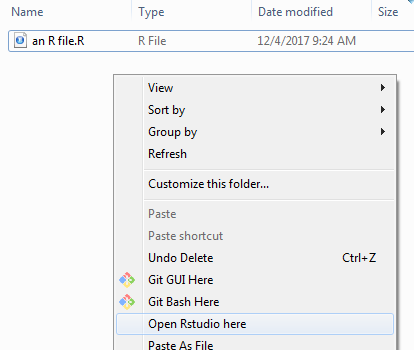 Name Type Date modified Size
an R file.R R File 12/4/2017 9:24 AM
View
Sort by
Group by
Refresh
Customize this folder...
Paste
Paste shortcut
Undo Delete Ctrl+Z
Git GUI Here
Git Bash Here
Open Rstudio here
Paste As File